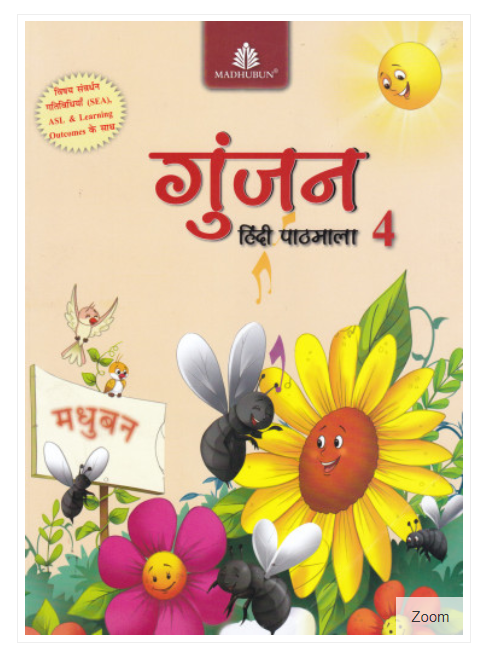 MADHUBUN®
विषय संवर्धन
गतिविधियाँ (SEA),
ASL & Learning
Outcomes के साथ
गुंजन
हिंदी पाठमाला 4
मधुबन
Zoom